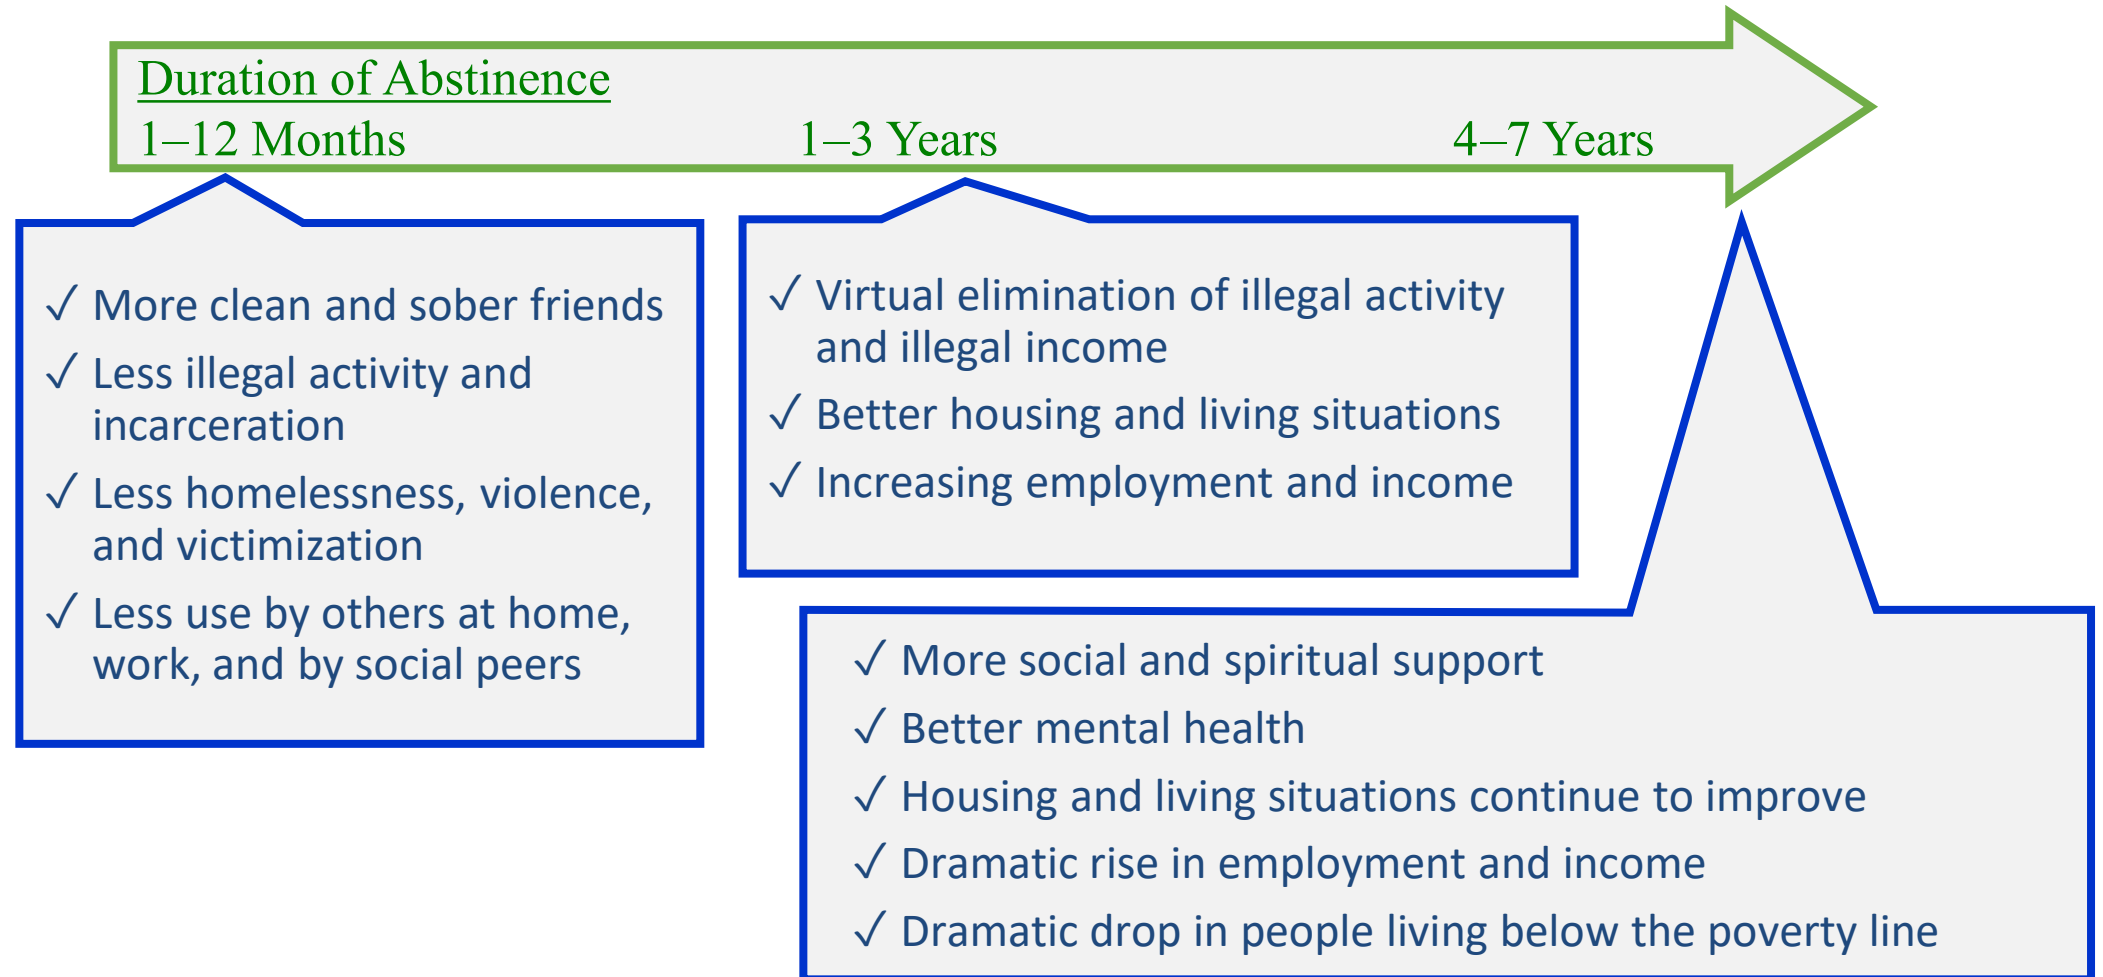 Duration of Abstinence
1–12 Months 1–3 Years 4–7 Years
✓ More clean and sober friends
✓ Less illegal activity and
incarceration
✓ Less homelessness, violence,
and victimization
✓ Less use by others at home,
work, and by social peers
✓ Virtual elimination of illegal activity
and illegal income
✓ Better housing and living situations
✓ Increasing employment and income
✓ More social and spiritual support
✓ Better mental health
✓ Housing and living situations continue to improve
✓ Dramatic rise in employment and income
✓ Dramatic drop in people living below the poverty line